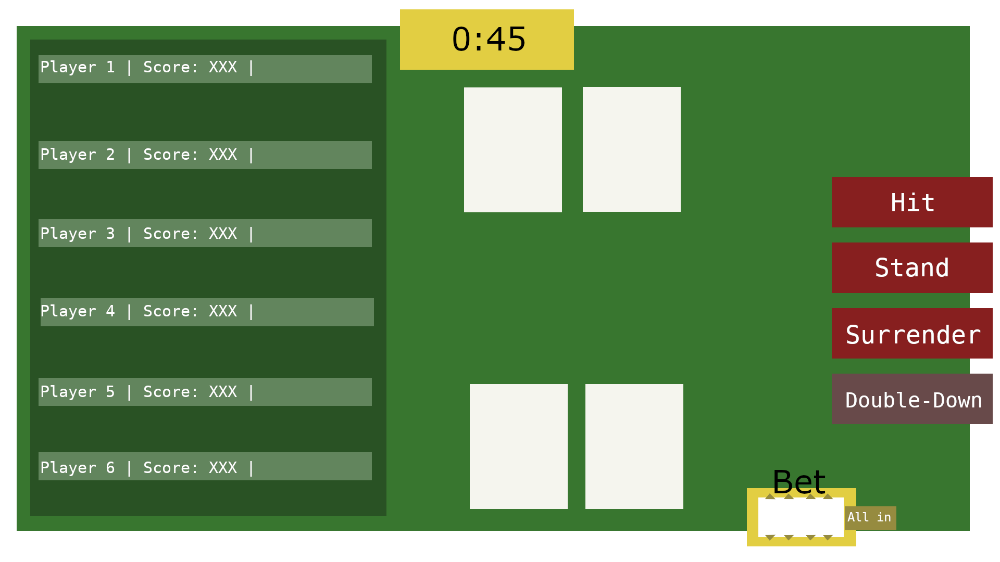 0:45
Player 1 | Score: XXX |
Player 2 | Score: XXX |
Player 3 | Score: XXX |
Player 4 | Score: XXX |
Player 5 | Score: XXX |
Player 6 | Score: XXX |
Hit
Stand
Surrender
Double-Down
Bet
All in